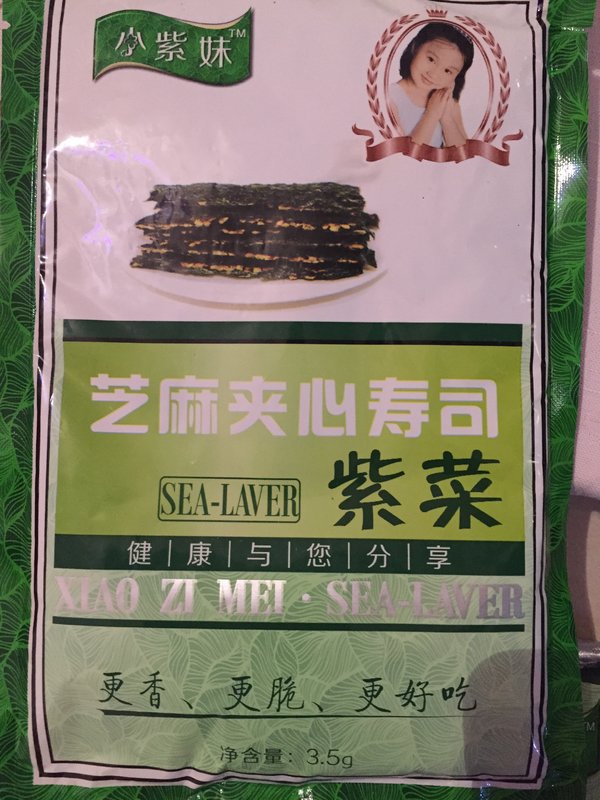 小紫妹™
芝麻夹心寿司
SEA-LAVER 紫菜
健|康|与|您|分|享
XIAO ZI MEI·SEA-LAVER
更香、更脆、更好吃
净含量：3.5g
TM